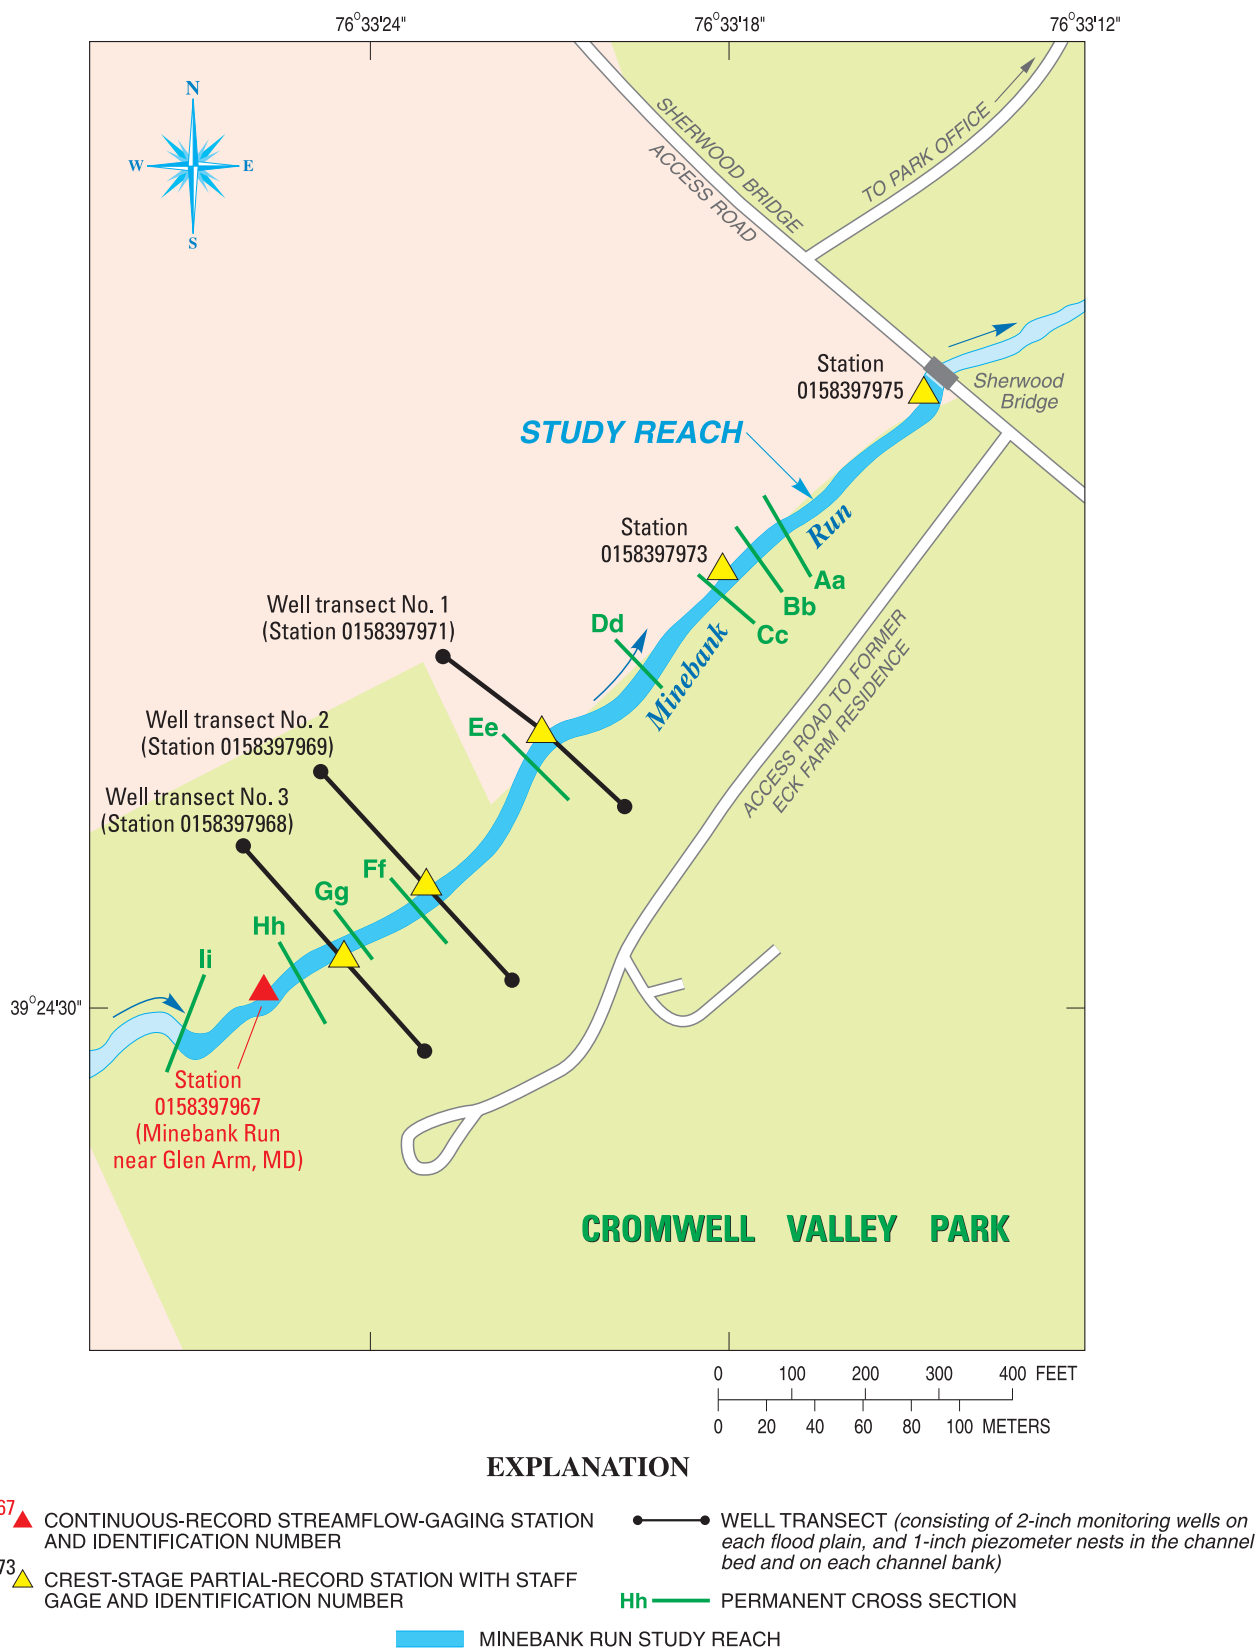 76°33'24"
76°33'18"
76°33'12"
N
W
E
S
SHERWOOD BRIDGE
ACCESS ROAD
TO PARK OFFICE
Station
0158397975
Sherwood
Bridge
STUDY REACH
Station
0158397973
Run
Aa
Bb
Cc
Dd
Minebank
Well transect No. 1
(Station 0158397971)
ACCESS ROAD TO FORMER
ECK FARM RESIDENCE
Ee
Well transect No. 2
(Station 0158397969)
Well transect No. 3
(Station 0158397968)
Ff
Gg
Hh
Ii
39°24'30"
Station
0158397967
(Minebank Run
near Glen Arm, MD)
CROMWELL VALLEY PARK
0 100 200 300 400 FEET
0 20 40 60 80 100 METERS
EXPLANATION
67
CONTINUOUS-RECORD STREAMFLOW-GAGING STATION
AND IDENTIFICATION NUMBER
73
CREST-STAGE PARTIAL-RECORD STATION WITH STAFF
GAGE AND IDENTIFICATION NUMBER
WELL TRANSECT (consisting of 2-inch monitoring wells on
each flood plain, and 1-inch piezometer nests in the channel
bed and on each channel bank)
Hh
PERMANENT CROSS SECTION
MINEBANK RUN STUDY REACH